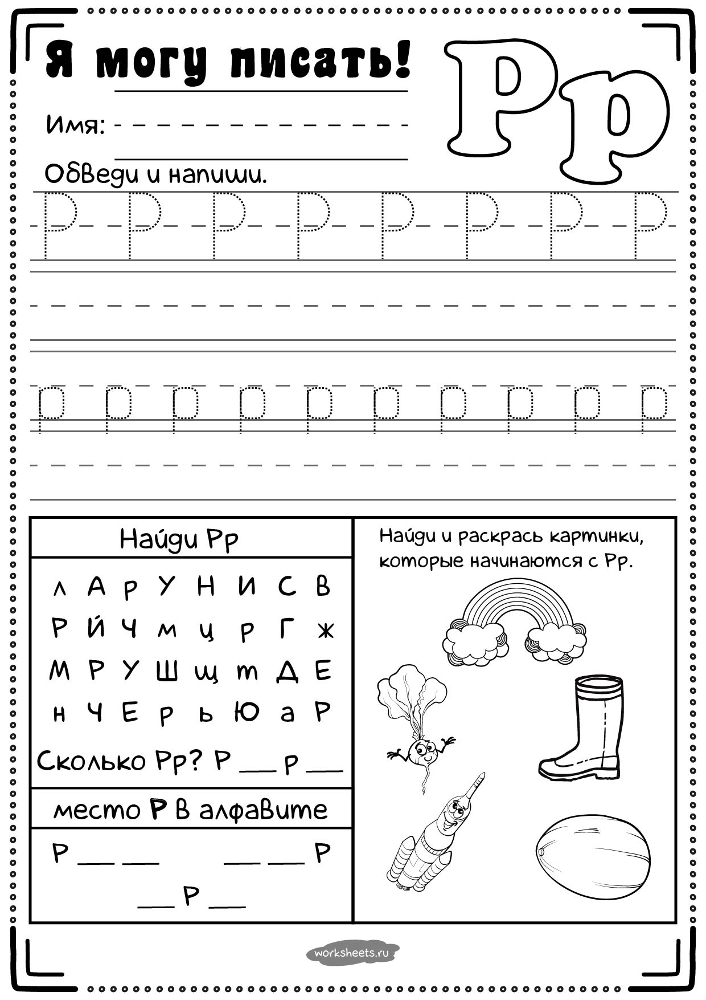 Я могу писать!
Рр
Имя:
Обведи и напиши.
Р Р Р Р Р Р Р Р
р р р р р р р р р р
Найди Рр
л А р У Н И С В
Р Й Ч м ц р Г ж
М Р У Ш щ т Д Е
н Ч Е р ь Ю а Р
Сколько Рр? Р ___ р ___
место Р в алфавите
Р ___ ___ ___ ___ Р
___ Р ___
Найди и раскрась картинки,
которые начинаются с Рр.
worksheets.ru